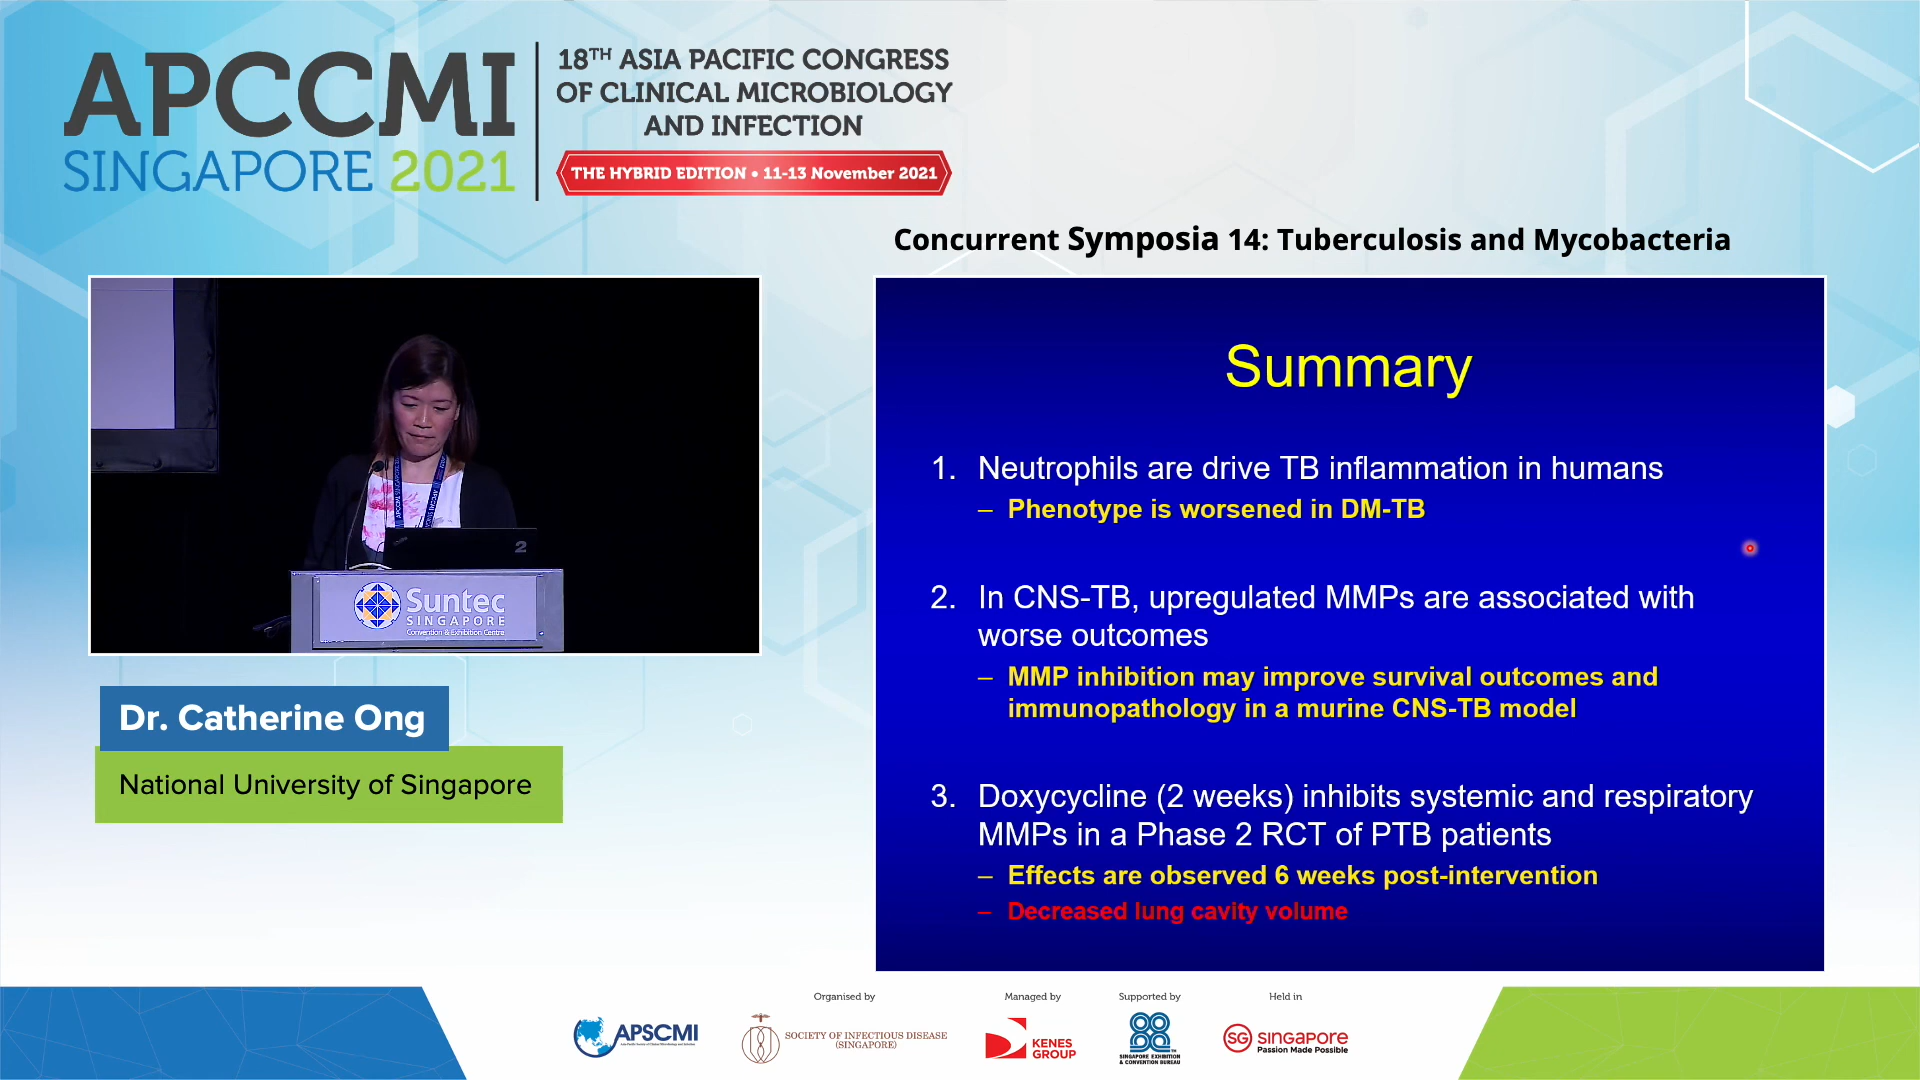 APCCMI
SINGAPORE 2021
18TH ASIA PACIFIC CONGRESS
OF CLINICAL MICROBIOLOGY
AND INFECTION
THE HYBRID EDITION • 11-13 November 2021
Concurrent Symposia 14: Tuberculosis and Mycobacteria
2
Suntec
SINGAPORE
Convention & Exhibition Centre
Dr. Catherine Ong
National University of Singapore
Summary
1. Neutrophils are drive TB inflammation in humans
– Phenotype is worsened in DM-TB
2. In CNS-TB, upregulated MMPs are associated with
worse outcomes
– MMP inhibition may improve survival outcomes and
immunopathology in a murine CNS-TB model
3. Doxycycline (2 weeks) inhibits systemic and respiratory
MMPs in a Phase 2 RCT of PTB patients
– Effects are observed 6 weeks post-intervention
– Decreased lung cavity volume
APSCMI
Organised by
SOCIETY OF INFECTIOUS DISEASE
(SINGAPORE)
Managed by
KENES
GROUP
Supported by
SINGAPORE EXHIBITION
& CONVENTION BUREAU
Held in
SG SINGAPORE
Passion Made Possible